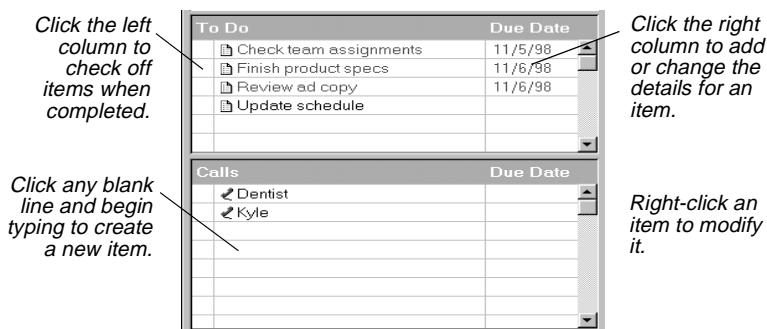 Click the left
column to
check off
items when
completed.
To Do Due Date
Check team assignments 11/5/98
Finish product specs 11/6/98
Review ad copy 11/6/98
Update schedule
Click the right
column to add
or change the
details for an
item.
Click any blank
line and begin
typing to create
a new item.
Calls Due Date
Dentist
Kyle
Right-click an
item to modify
it.